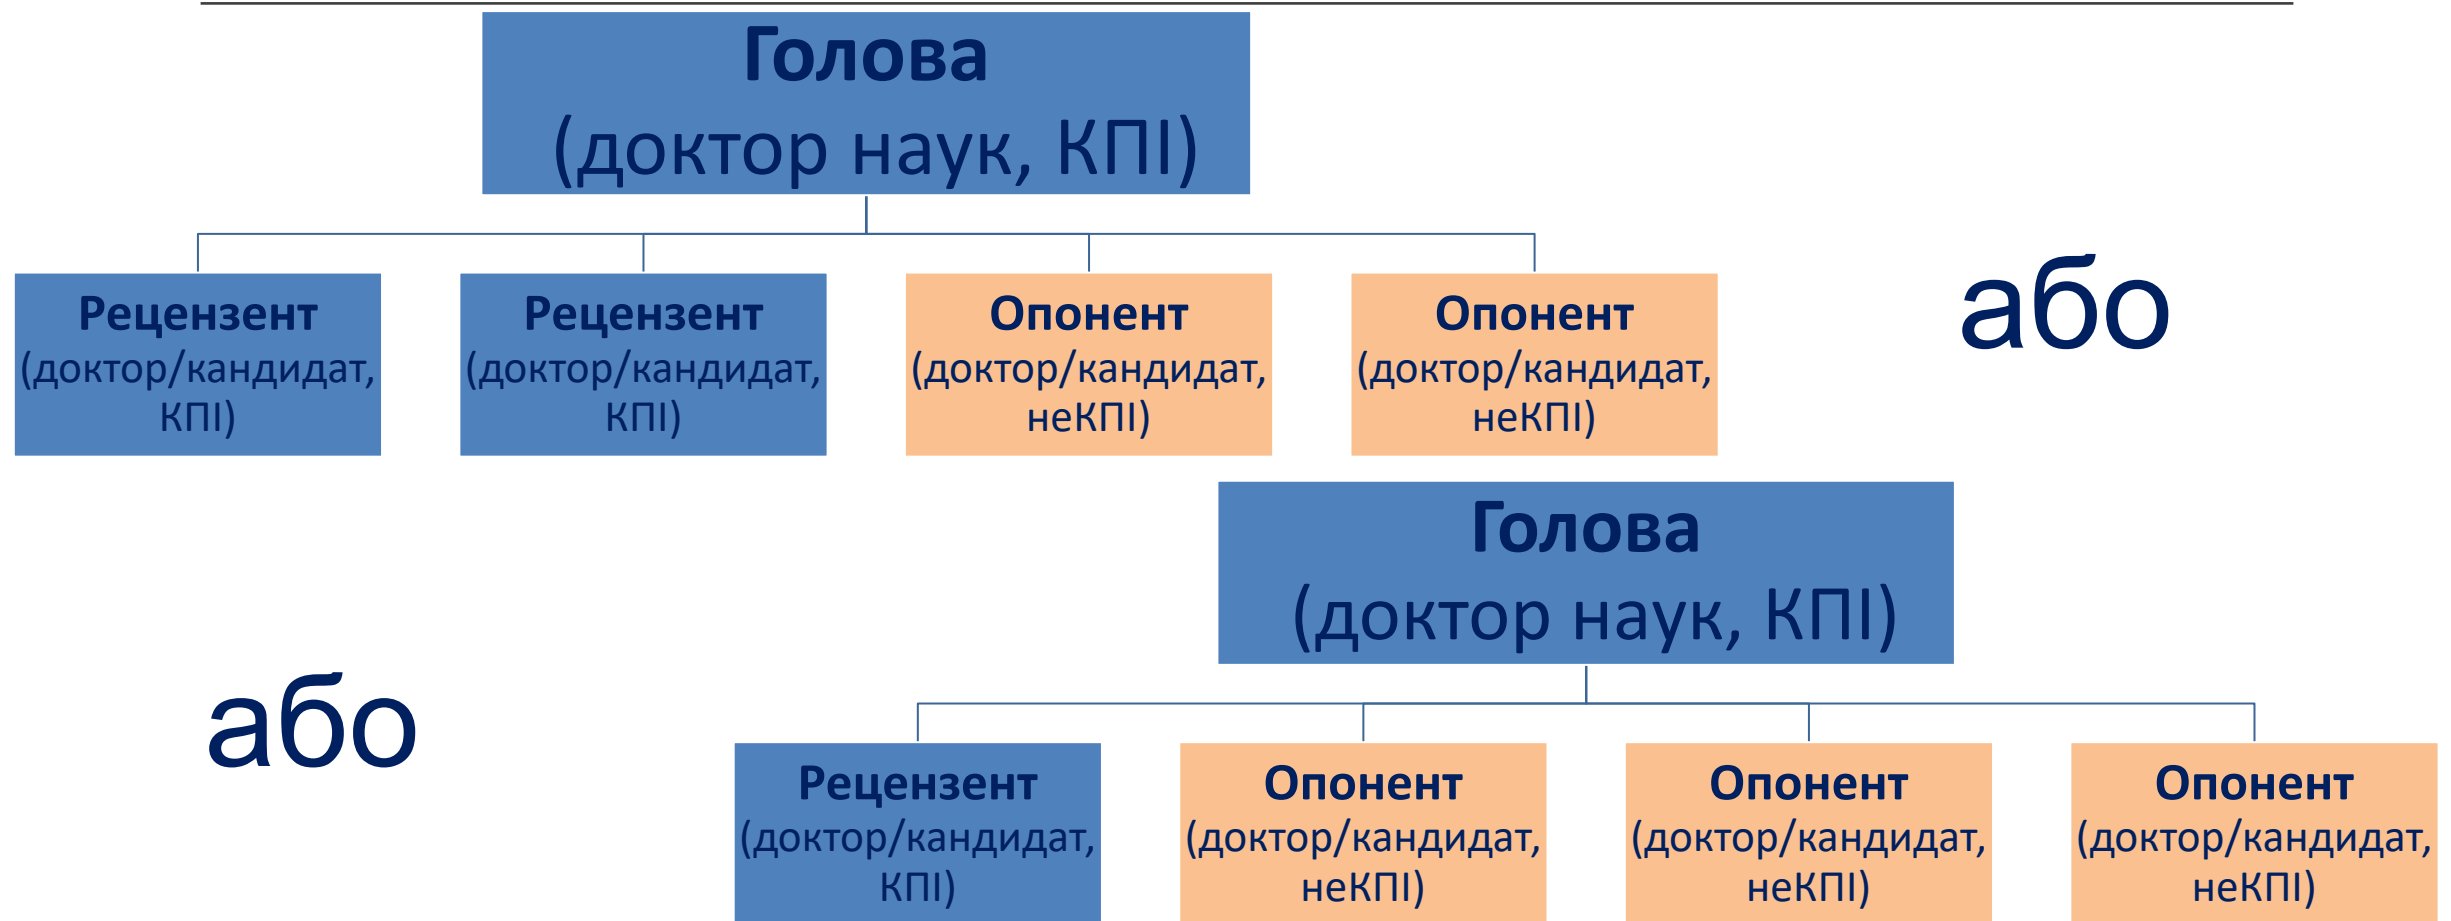 Голова
(доктор наук, КПІ)
Рецензент
(доктор/кандидат,
КПІ)
Рецензент
(доктор/кандидат,
КПІ)
Опонент
(доктор/кандидат,
неКПІ)
Опонент
(доктор/кандидат,
неКПІ)
або
або
Голова
(доктор наук, КПІ)
Рецензент
(доктор/кандидат,
КПІ)
Опонент
(доктор/кандидат,
неКПІ)
Опонент
(доктор/кандидат,
неКПІ)
Опонент
(доктор/кандидат,
неКПІ)